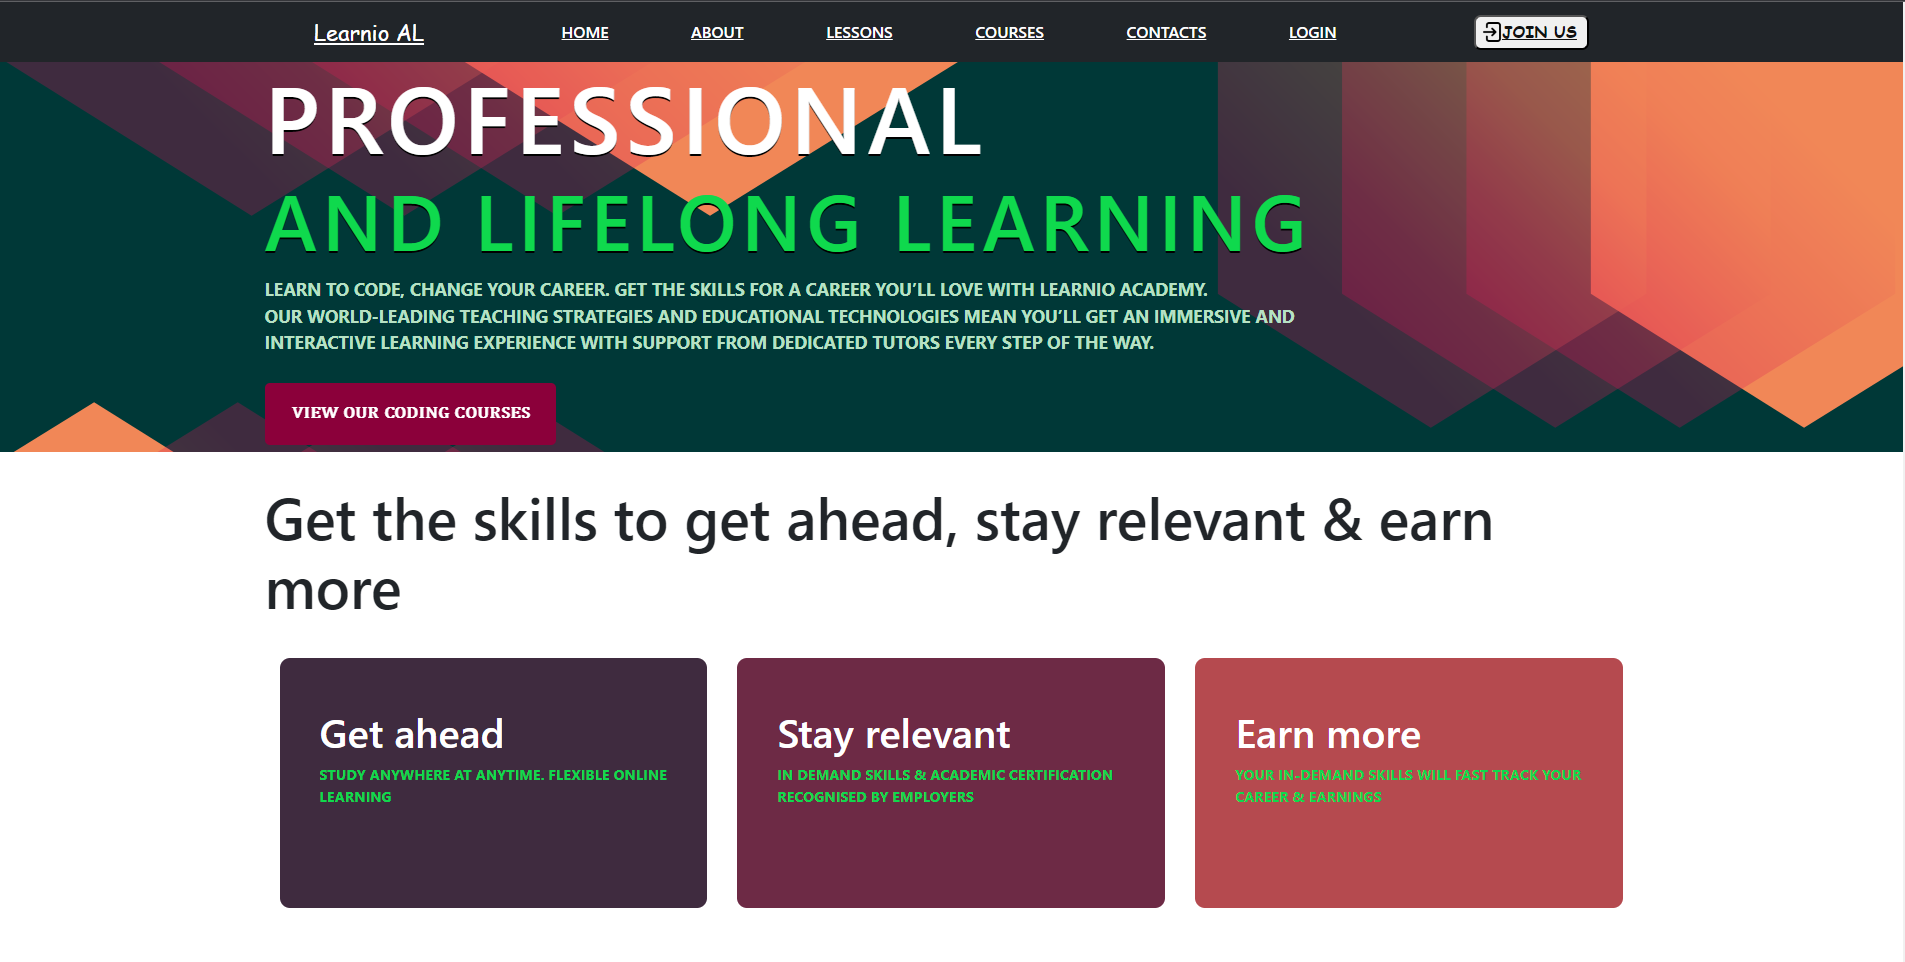 Learnio AL
HOME
ABOUT
LESSONS
COURSES
CONTACTS
LOGIN
JOIN US
PROFESSIONAL
AND LIFELONG LEARNING
LEARN TO CODE, CHANGE YOUR CAREER. GET THE SKILLS FOR A CAREER YOU’LL LOVE WITH LEARNIO ACADEMY.
OUR WORLD-LEADING TEACHING STRATEGIES AND EDUCATIONAL TECHNOLOGIES MEAN YOU’LL GET AN IMMERSIVE AND
INTERACTIVE LEARNING EXPERIENCE WITH SUPPORT FROM DEDICATED TUTORS EVERY STEP OF THE WAY.
VIEW OUR CODING COURSES
Get the skills to get ahead, stay relevant & earn
more
Get ahead
STUDY ANYWHERE AT ANYTIME. FLEXIBLE ONLINE
LEARNING
Stay relevant
IN DEMAND SKILLS & ACADEMIC CERTIFICATION
RECOGNISED BY EMPLOYERS
Earn more
YOUR IN-DEMAND SKILLS WILL FAST TRACK YOUR
CAREER & EARNINGS